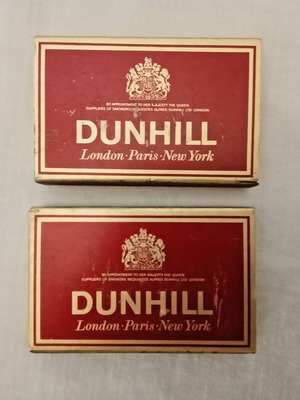 BY APPOINTMENT TO HER MAJESTY THE QUEEN
SUPPLIERS OF SMOKERS REQUISITES ALFRED DUNHILL LTD LONDON
DUNHILL
London·Paris·New York
BY APPOINTMENT TO HER MAJESTY THE QUEEN
SUPPLIERS OF SMOKERS REQUISITES ALFRED DUNHILL LTD LONDON
DUNHILL
London·Paris·New York